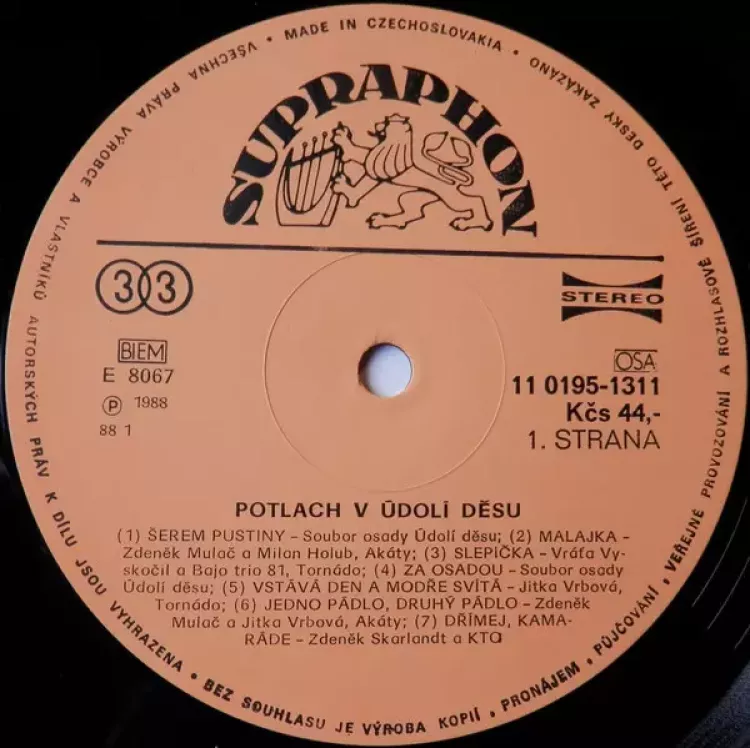 VŠECHNA PRÁVA VÝROBCE A VLASTNÍKŮ AUTORSKÝCH PRÁV K DÍLU JSOU VYHRAZENA • BEZ SOUHLASU JE VÝROBA KOPIÍ, PRONÁJEM, PŮJČOVÁNÍ, VEŘEJNÉ PROVOZOVÁNÍ A ROZHLASOVÉ ŠÍŘENÍ TÉTO DESKY ZAKÁZÁNO • MADE IN CZECHOSLOVAKIA •
SUPRAPHON
33
STEREO
BIEM
E 8067
Ⓟ 1988
88 1
OSA
11 0195-1311
Kčs 44,-
1. STRANA
POTLACH V ÚDOLÍ DĚSU
(1) ŠEREM PUSTINY – Soubor osady Údolí děsu; (2) MALAJKA –
Zdeněk Mulač a Milan Holub, Akáty; (3) SLEPIČKA – Vráťa Vy-
skočil a Bajo trio 81, Tornádo; (4) ZA OSADOU – Soubor osady
Údolí děsu; (5) VSTÁVÁ DEN A MODŘE SVÍTÁ – Jitka Vrbová,
Tornádo; (6) JEDNO PÁDLO, DRUHÝ PÁDLO – Zdeněk
Mulač a Jitka Vrbová, Akáty; (7) DŘÍMEJ, KAMA-
RÁDE – Zdeněk Skarlandt a KTO